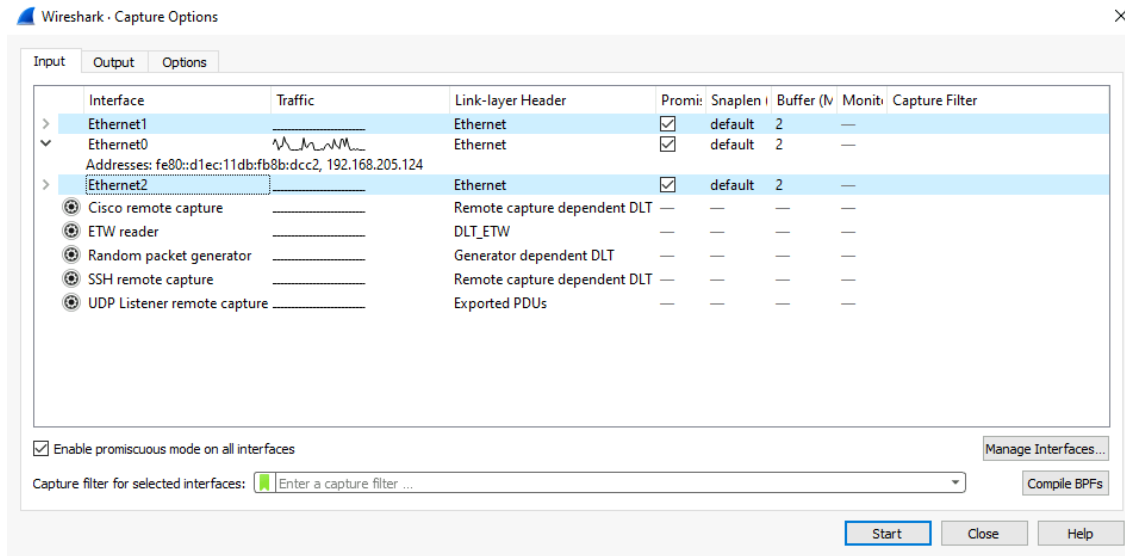 Wireshark · Capture Options
Input Output Options
Interface Traffic Link-layer Header Promi: Snaplen ( Buffer (M Monito Capture Filter
Ethernet1 Ethernet default 2 —
Ethernet0 Ethernet default 2 —
Addresses: fe80::d1ec:11db:fb8b:dcc2, 192.168.205.124
Ethernet2 Ethernet default 2 —
Cisco remote capture Remote capture dependent DLT — — — —
ETW reader DLT_ETW — — — —
Random packet generator Generator dependent DLT — — — —
SSH remote capture Remote capture dependent DLT — — — —
UDP Listener remote capture Exported PDUs — — — —
Enable promiscuous mode on all interfaces
Manage Interfaces...
Capture filter for selected interfaces: Enter a capture filter ... Compile BPFs
Start Close Help